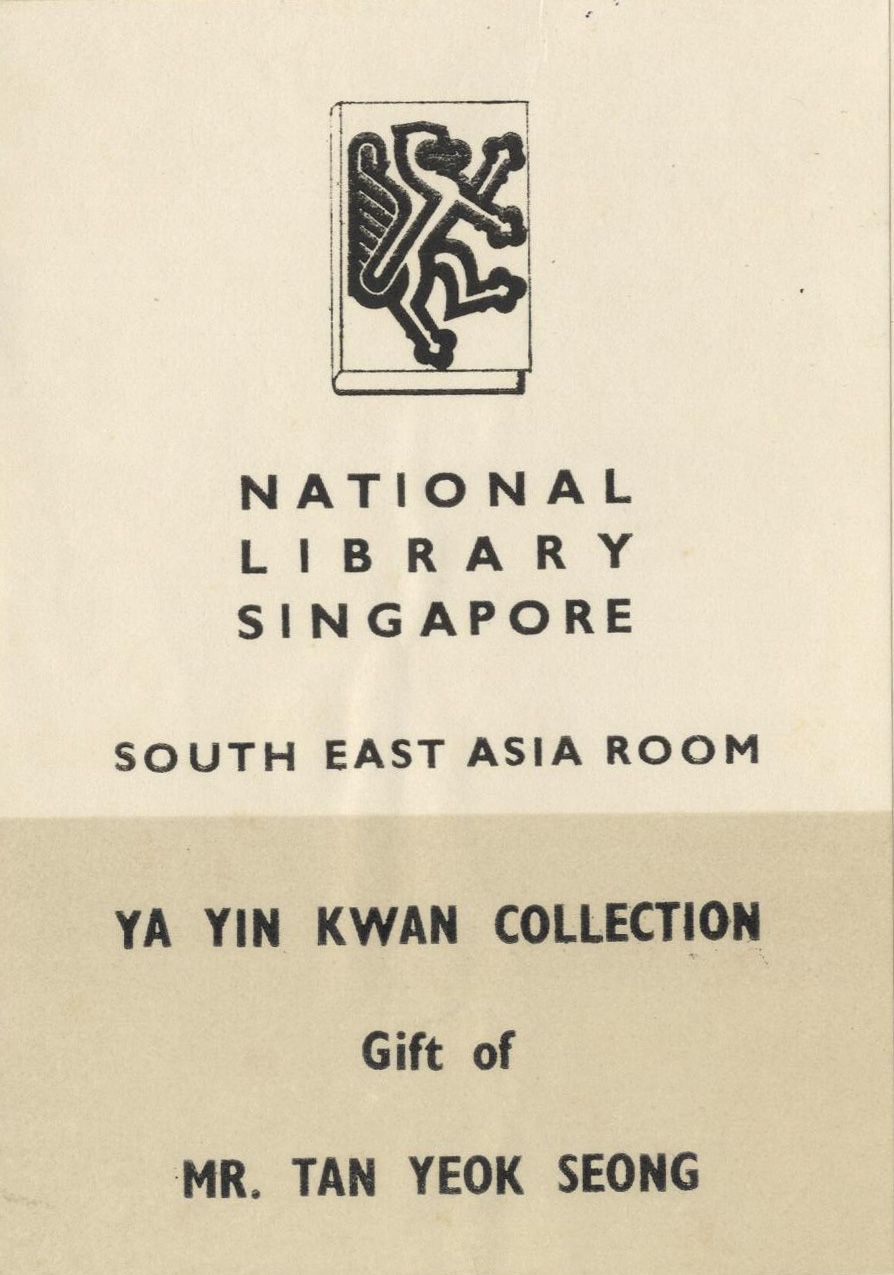 NATIONAL
LIBRARY
SINGAPORE
SOUTH EAST ASIA ROOM
YA YIN KWAN COLLECTION
Gift of
MR. TAN YEOK SEONG